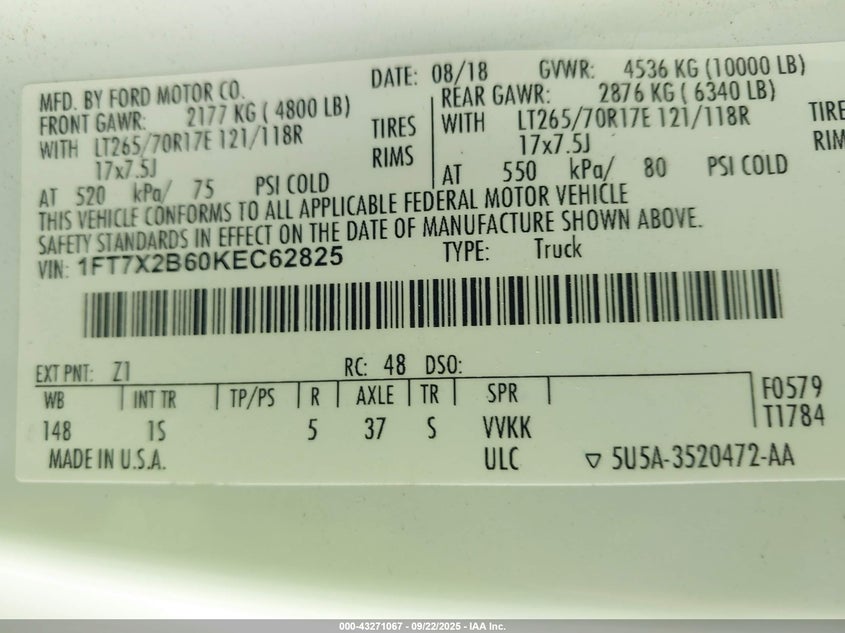 MFD. BY FORD MOTOR CO.
DATE: 08/18
GVWR: 4536 KG (10000 LB)
FRONT GAWR: 2177 KG ( 4800 LB)
REAR GAWR: 2876 KG ( 6340 LB)
WITH LT265/70R17E 121/118R TIRES
WITH LT265/70R17E 121/118R TIRE
17x7.5J RIMS
17x7.5J RIM
AT 520 kPa/ 75 PSI COLD
AT 550 kPa/ 80 PSI COLD
THIS VEHICLE CONFORMS TO ALL APPLICABLE FEDERAL MOTOR VEHICLE
SAFETY STANDARDS IN EFFECT ON THE DATE OF MANUFACTURE SHOWN ABOVE.
VIN: 1FT7X2B60KEC62825
TYPE: Truck
EXT PNT: Z1 RC: 48 DSO:
WB INT TR TP/PS R AXLE TR SPR
148 1S 5 37 S VVKK
F0579
T1784
MADE IN U.S.A. ULC ▽ 5U5A-3520472-AA
000-43271067 - 09/22/2025 - IAA Inc.